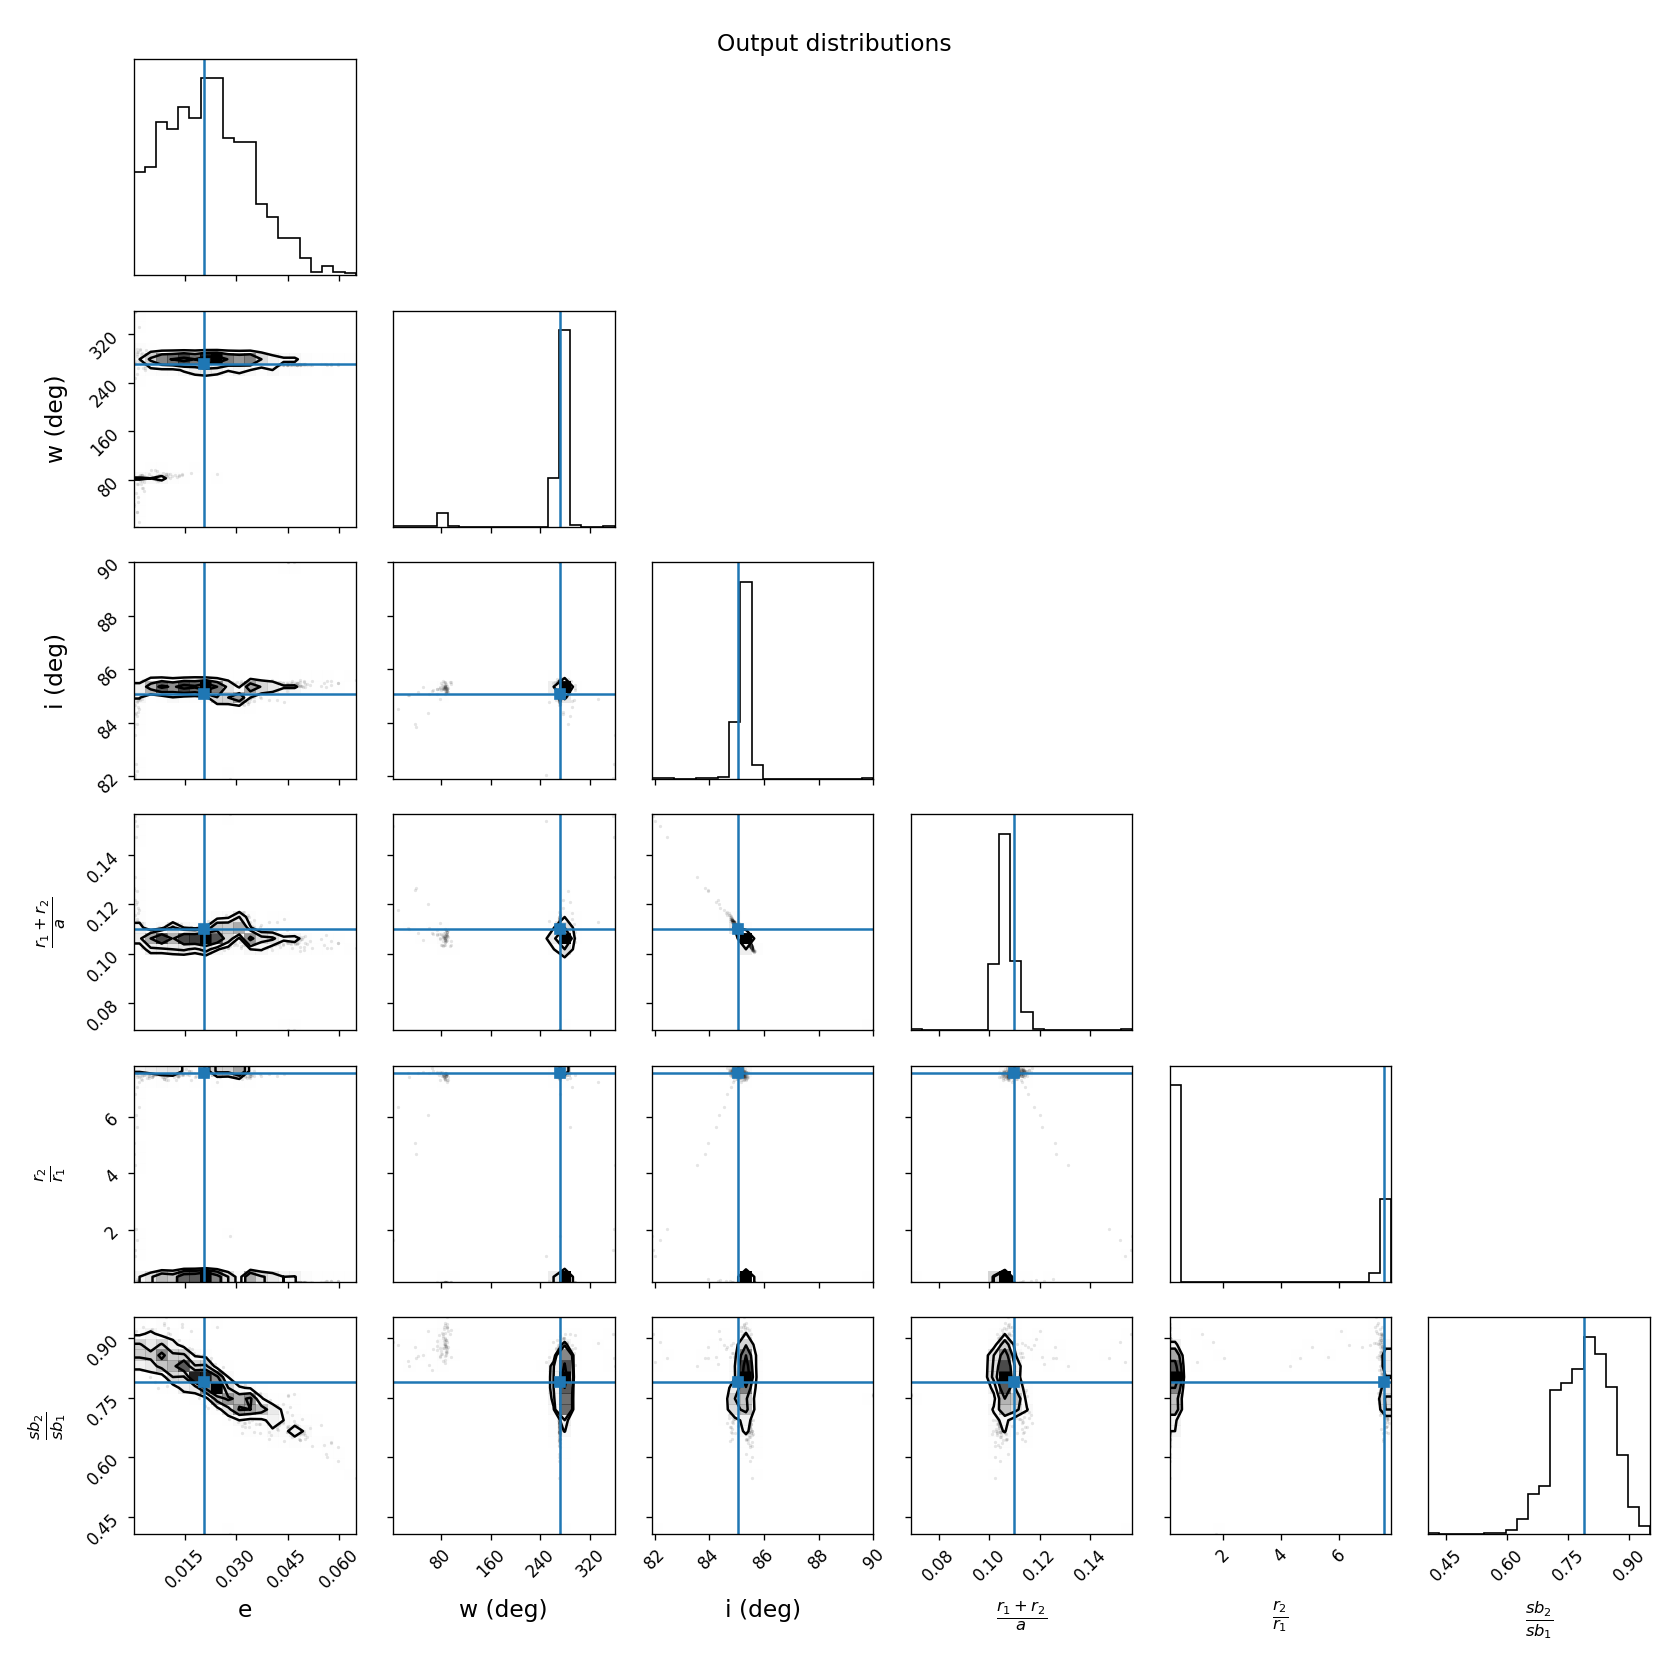 Output distributions
320
240
160
80
w (deg)
90
88
86
84
82
i (deg)
0.14
0.12
0.10
0.08
r₁ + r₂
a
6
4
2
r₂
r₁
0.90
0.75
0.60
0.45
sb₂
sb₁
0.015 0.030 0.045 0.060
80 160 240 320
82 84 86 88 90
0.08 0.10 0.12 0.14
2 4 6
0.45 0.60 0.75 0.90
e
w (deg)
i (deg)
r₁ + r₂
a
r₂
r₁
sb₂
sb₁